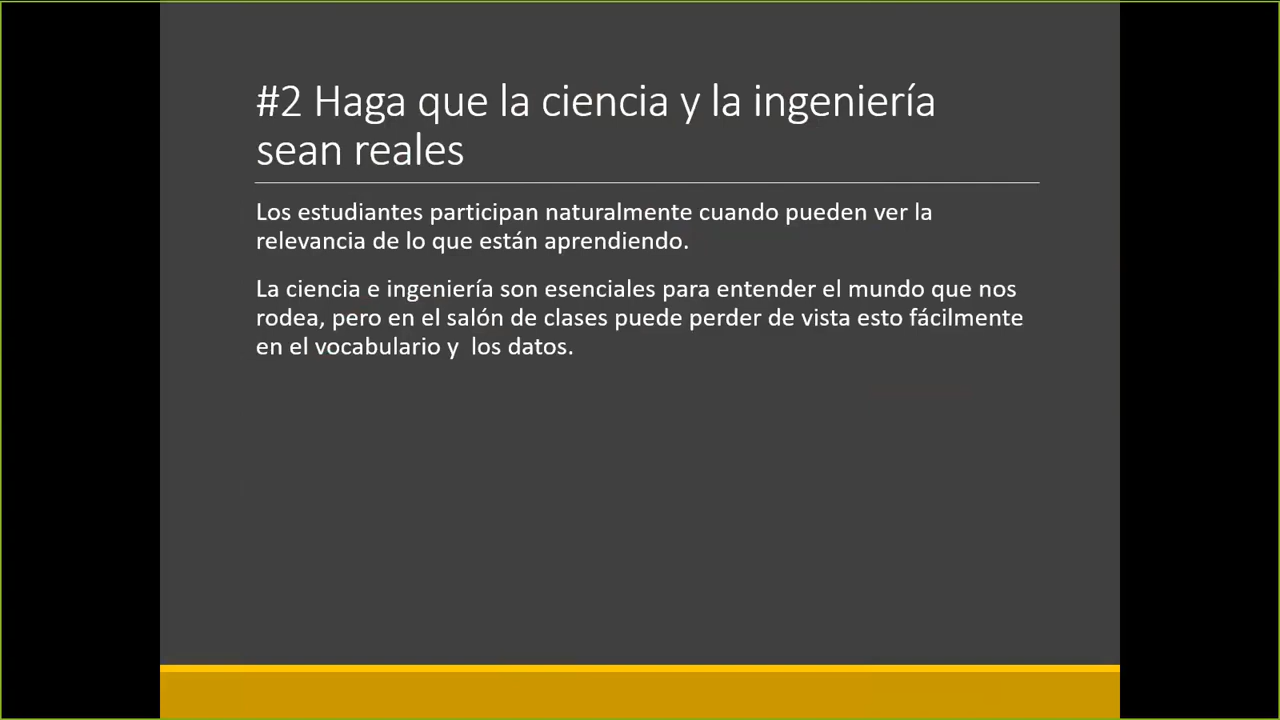 #2 Haga que la ciencia y la ingeniería
sean reales
Los estudiantes participan naturalmente cuando pueden ver la
relevancia de lo que están aprendiendo.
La ciencia e ingeniería son esenciales para entender el mundo que nos
rodea, pero en el salón de clases puede perder de vista esto fácilmente
en el vocabulario y  los datos.